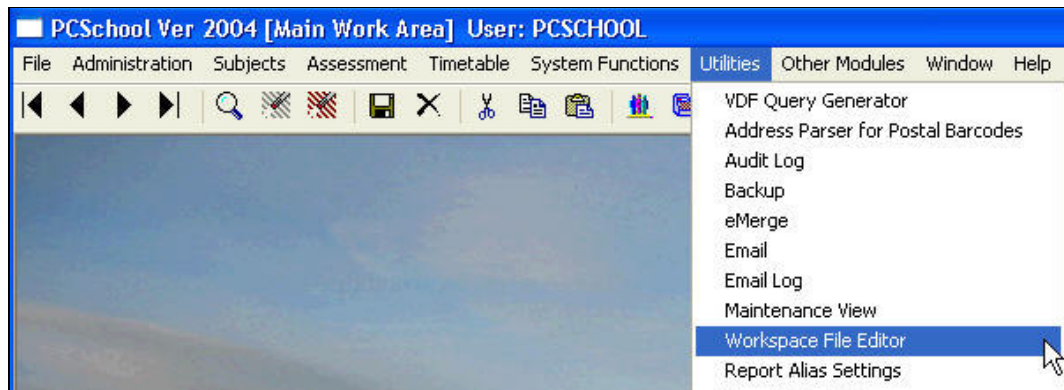 PCSchool Ver 2004 [Main Work Area] User: PCSCHOOL
File Administration Subjects Assessment Timetable System Functions Utilities Other Modules Window Help
VDF Query Generator
Address Parser for Postal Barcodes
Audit Log
Backup
eMerge
Email
Email Log
Maintenance View
Workspace File Editor
Report Alias Settings